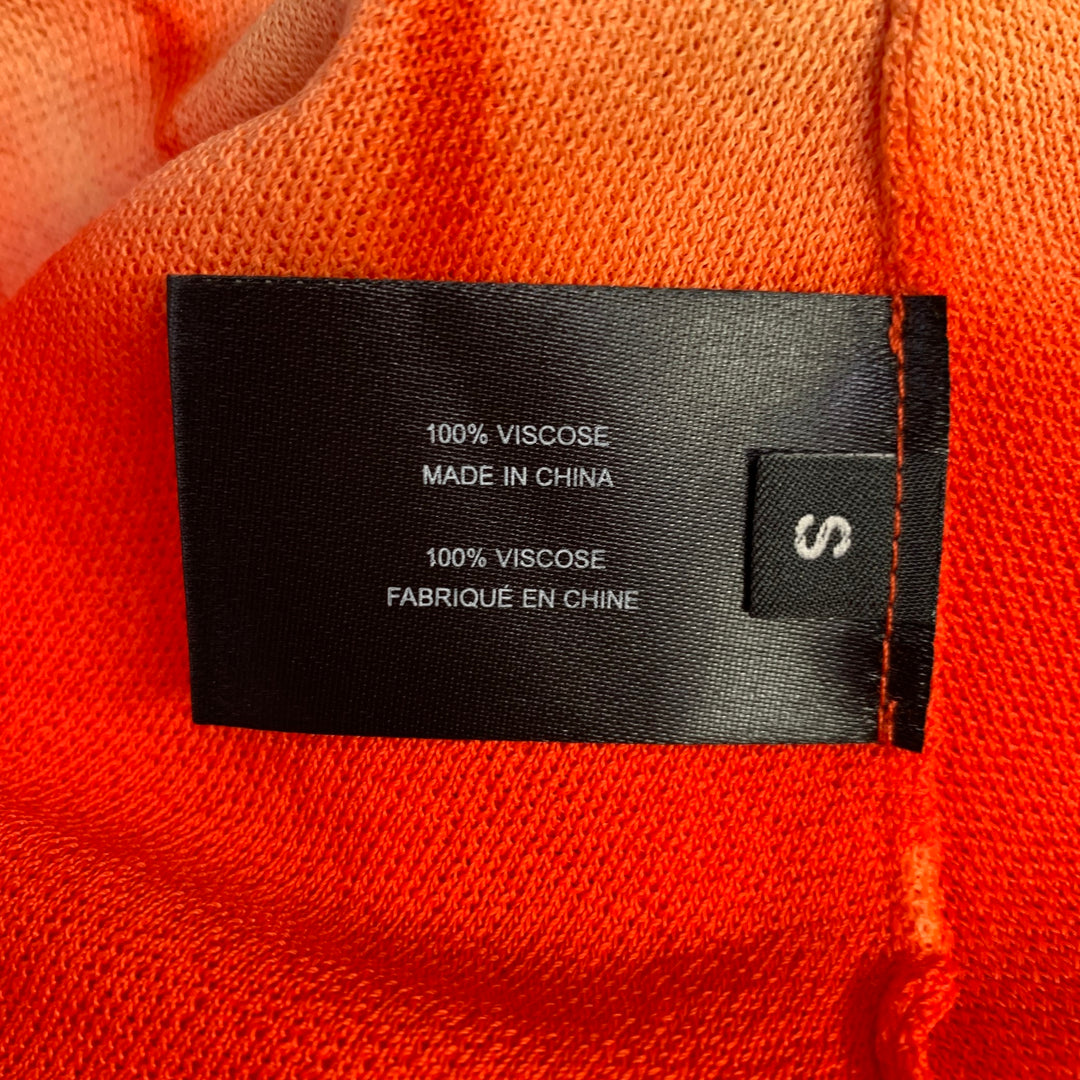 100% VISCOSE
MADE IN CHINA
100% VISCOSE
FABRIQUÉ EN CHINE
S